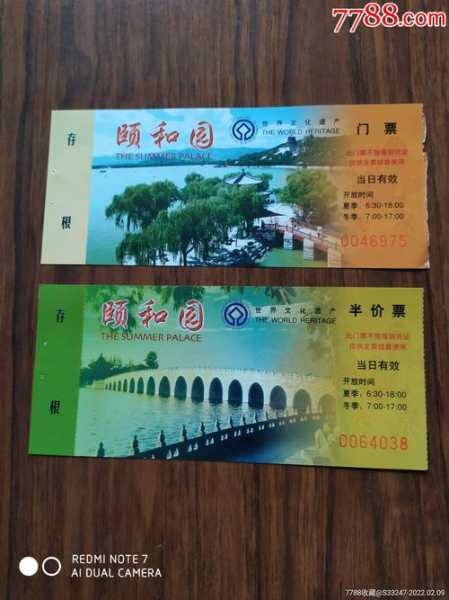 7788.com
存
根
颐和园
THE SUMMER PALACE
世界文化遗产
THE WORLD HERITAGE
门票
当日有效
开放时间
夏季:6:30-18:00
冬季:7:00-17:00
0046975
存
根
颐和园
THE SUMMER PALACE
世界文化遗产
THE WORLD HERITAGE
半价票
当日有效
开放时间
夏季:6:30-18:00
冬季:7:00-17:00
0064038
REDMI NOTE 7
AI DUAL CAMERA
7788收藏@S33247-2022.02.09